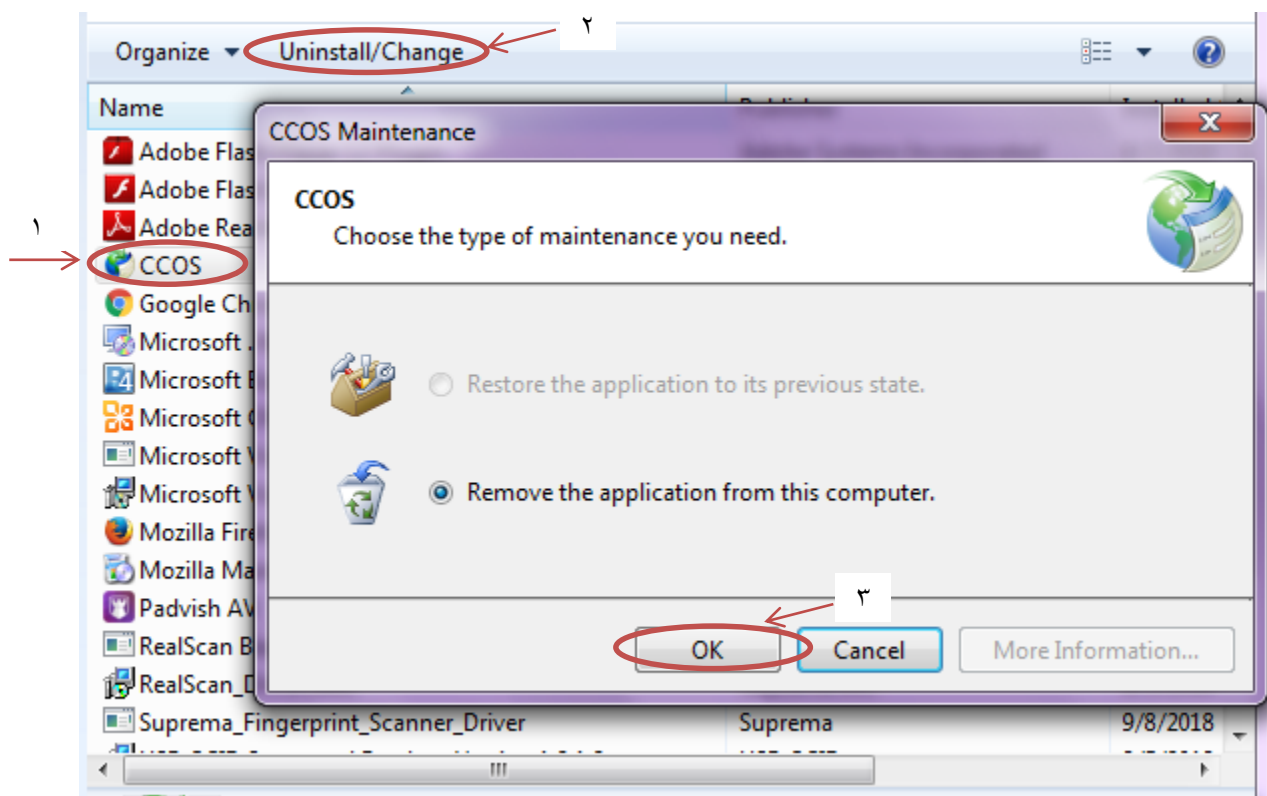 ۲
Organize Uninstall/Change
Name
CCOS Maintenance
Adobe Flas
CCOS
Adobe Flas
Choose the type of maintenance you need.
۱
Adobe Rea
CCOS
Google Ch
Microsoft .
Restore the application to its previous state.
Microsoft
Microsoft
Microsoft
Microsoft
Remove the application from this computer.
Mozilla Fire
Mozilla Ma
۳
Padvish AV
RealScan B
OK Cancel More Information...
RealScan_D
Suprema_Fingerprint_Scanner_Driver Suprema 9/8/2018